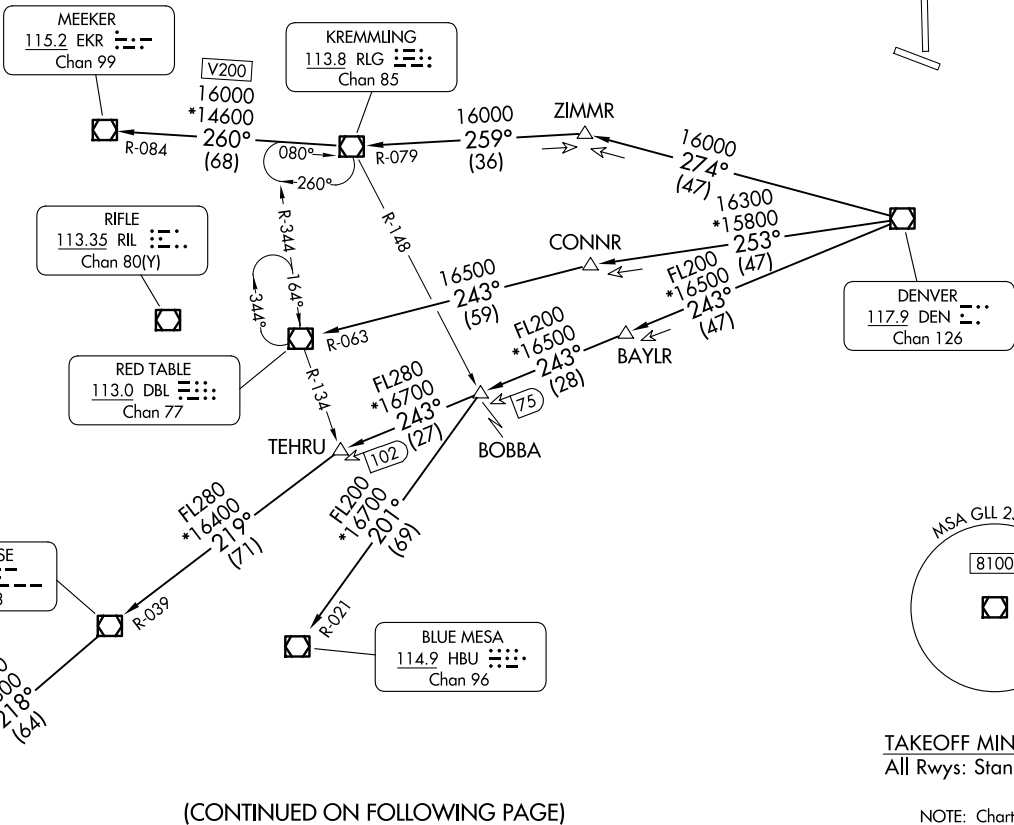 MEEKER
115.2 EKR
Chan 99
KREMMLING
113.8 RLG
Chan 85
V200
16000
*14600
260°
(68)
R-084
080°
260°
R-079
16000
259°
(36)
ZIMMR
16000
274°
(47)
16300
*15800
253°
(47)
FL200
*16500
243°
(47)
DENVER
117.9 DEN
Chan 126
RIFLE
113.35 RIL
Chan 80(Y)
R-344
164°
344°
R-148
CONNR
16500
243°
(59)
R-063
RED TABLE
113.0 DBL
Chan 77
R-134
BAYLR
FL200
*16500
243°
(28)
75
BOBBA
FL280
*16700
243°
(27)
102
TEHRU
FL200
*16700
201°
(69)
R-021
FL280
*16400
219°
(71)
R-039
SE
218°
(64)
BLUE MESA
114.9 HBU
Chan 96
MSA GLL 2
8100
TAKEOFF MIN
All Rwys: Stan
(CONTINUED ON FOLLOWING PAGE)
NOTE: Chart